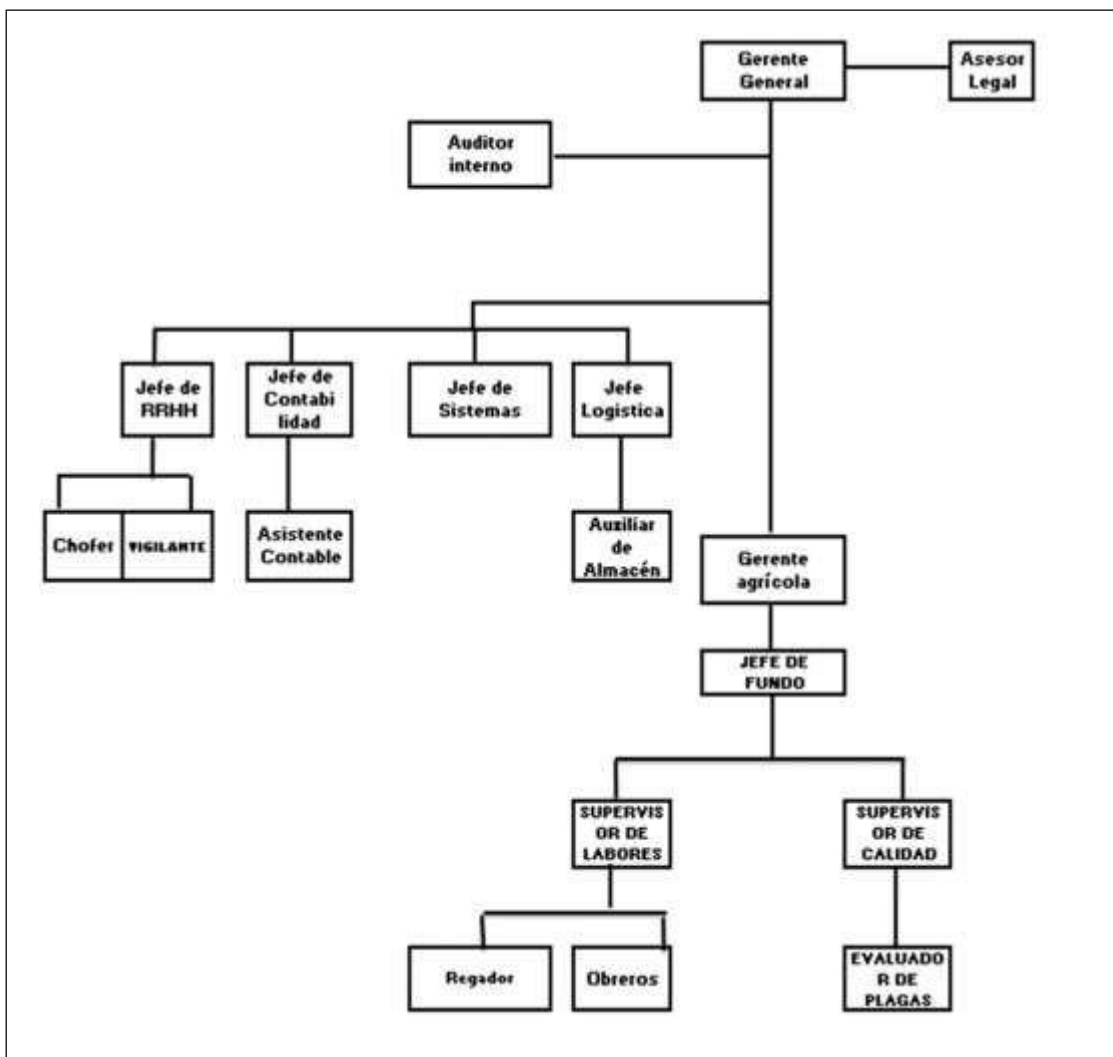 Gerente
General
Asesor
Legal
Auditor
interno
Jefe de
RRHH
Jefe de
Contabi
lidad
Jefe de
Sistemas
Jefe
Logistica
Chofer
VIGILANTE
Asistente
Contable
Auxiliar
de
Almacén
Gerente
agrícola
JEFE DE
FUNDO
SUPERVIS
OR DE
LABORES
SUPERVIS
OR DE
CALIDAD
Regador
Obreros
EVALUADO
R DE
PLAGAS